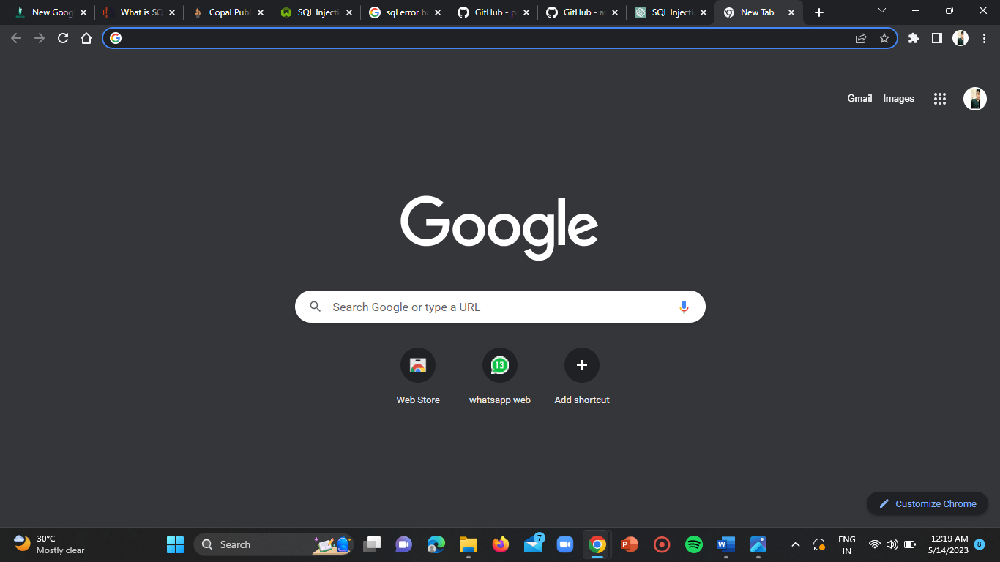 New Goog
What is SQ
Copal Publ
SQL Injecti
sql error ba
GitHub - p
GitHub - a
SQL Injecti
New Tab
Gmail Images
Google
Search Google or type a URL
13
Web Store
whatsapp web
Add shortcut
Customize Chrome
30°C
Mostly clear
Search
7
ENG
IN
12:19 AM
5/14/2023
8